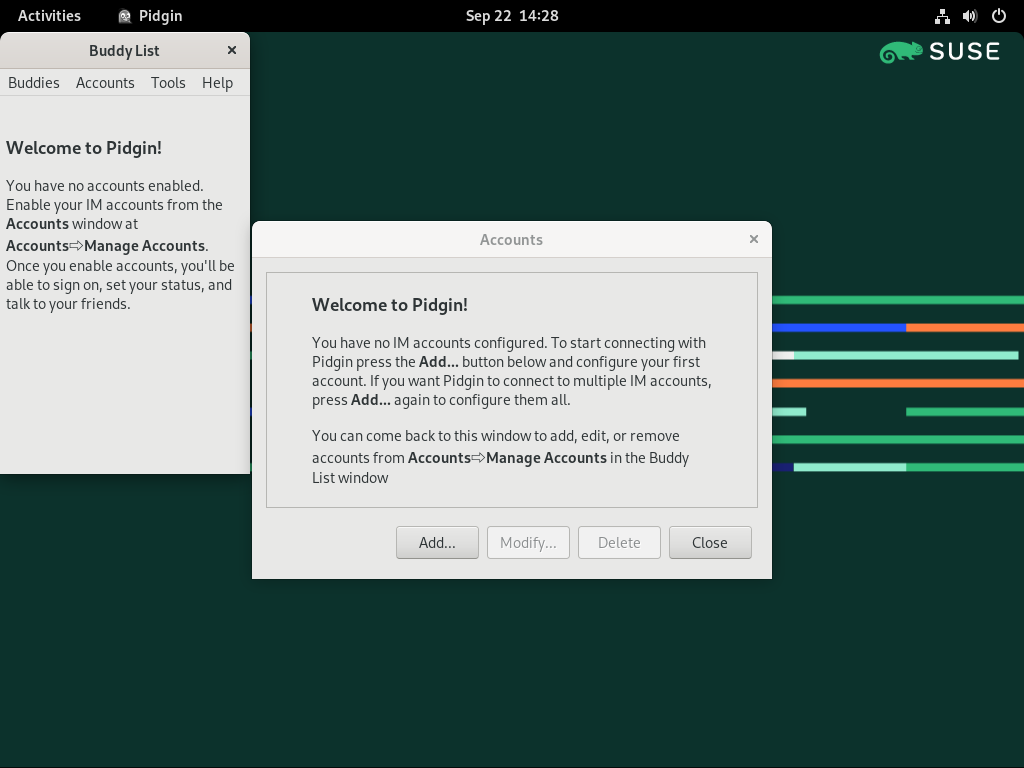 Activities Pidgin Sep 22 14:28
SUSE
Buddy List
Buddies Accounts Tools Help
Welcome to Pidgin!
You have no accounts enabled.
Enable your IM accounts from the
Accounts window at
Accounts⇨Manage Accounts.
Once you enable accounts, you'll be
able to sign on, set your status, and
talk to your friends.
Accounts
Welcome to Pidgin!
You have no IM accounts configured. To start connecting with
Pidgin press the Add... button below and configure your first
account. If you want Pidgin to connect to multiple IM accounts,
press Add... again to configure them all.
You can come back to this window to add, edit, or remove
accounts from Accounts⇨Manage Accounts in the Buddy
List window
Add... Modify... Delete Close